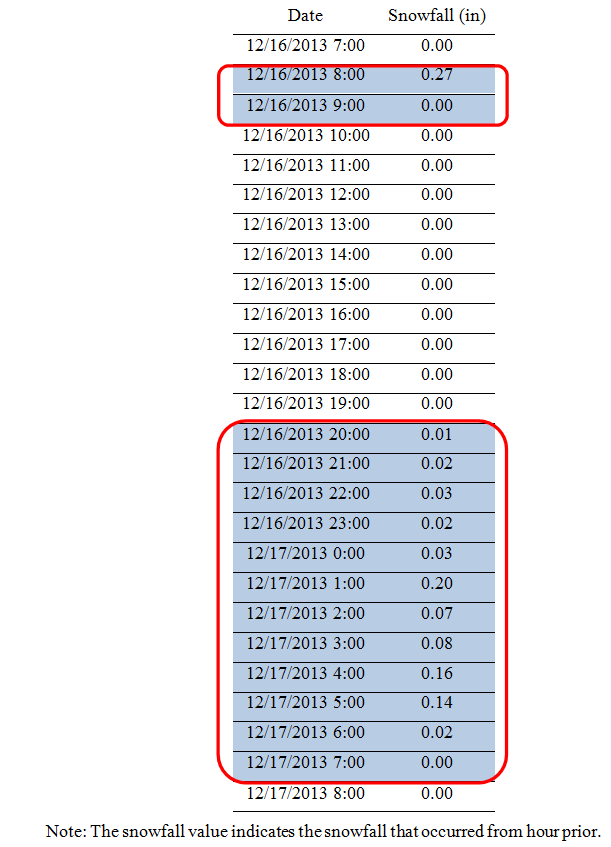 Date Snowfall (in)
12/16/2013 7:00 0.00
12/16/2013 8:00 0.27
12/16/2013 9:00 0.00
12/16/2013 10:00 0.00
12/16/2013 11:00 0.00
12/16/2013 12:00 0.00
12/16/2013 13:00 0.00
12/16/2013 14:00 0.00
12/16/2013 15:00 0.00
12/16/2013 16:00 0.00
12/16/2013 17:00 0.00
12/16/2013 18:00 0.00
12/16/2013 19:00 0.00
12/16/2013 20:00 0.01
12/16/2013 21:00 0.02
12/16/2013 22:00 0.03
12/16/2013 23:00 0.02
12/17/2013 0:00 0.03
12/17/2013 1:00 0.20
12/17/2013 2:00 0.07
12/17/2013 3:00 0.08
12/17/2013 4:00 0.16
12/17/2013 5:00 0.14
12/17/2013 6:00 0.02
12/17/2013 7:00 0.00
12/17/2013 8:00 0.00
Note: The snowfall value indicates the snowfall that occurred from hour prior.